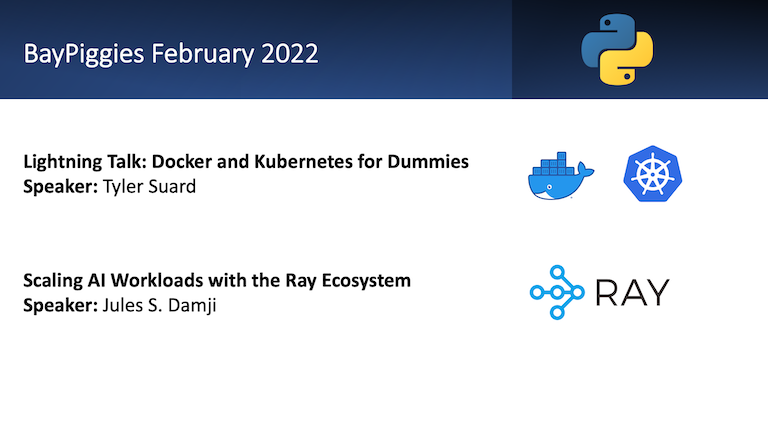 BayPiggies February 2022
Lightning Talk: Docker and Kubernetes for Dummies
Speaker: Tyler Suard
Scaling AI Workloads with the Ray Ecosystem
Speaker: Jules S. Damji
RAY